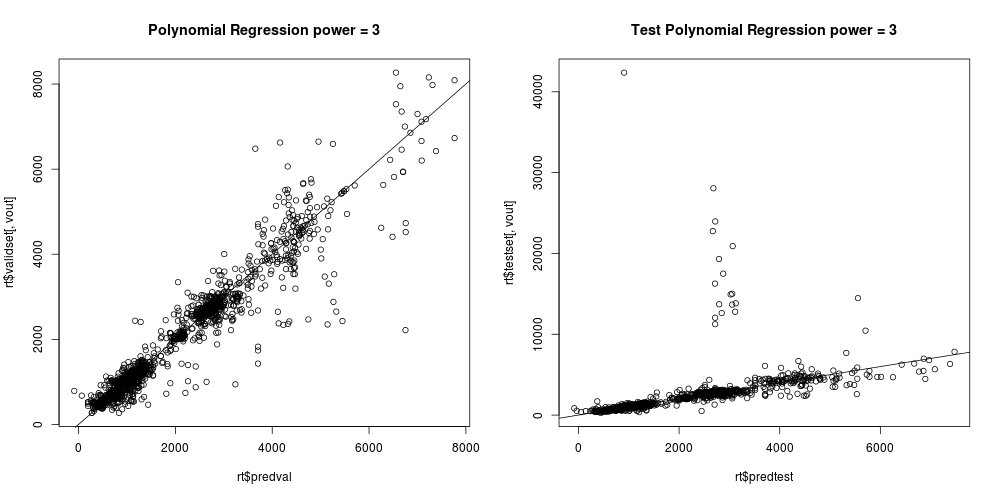 Polynomial Regression power = 3
rt$validset[, vout]
8000
6000
4000
2000
0
0 2000 4000 6000 8000
rt$predval
Test Polynomial Regression power = 3
rt$testset[, vout]
40000
30000
20000
10000
0
0 2000 4000 6000
rt$predtest